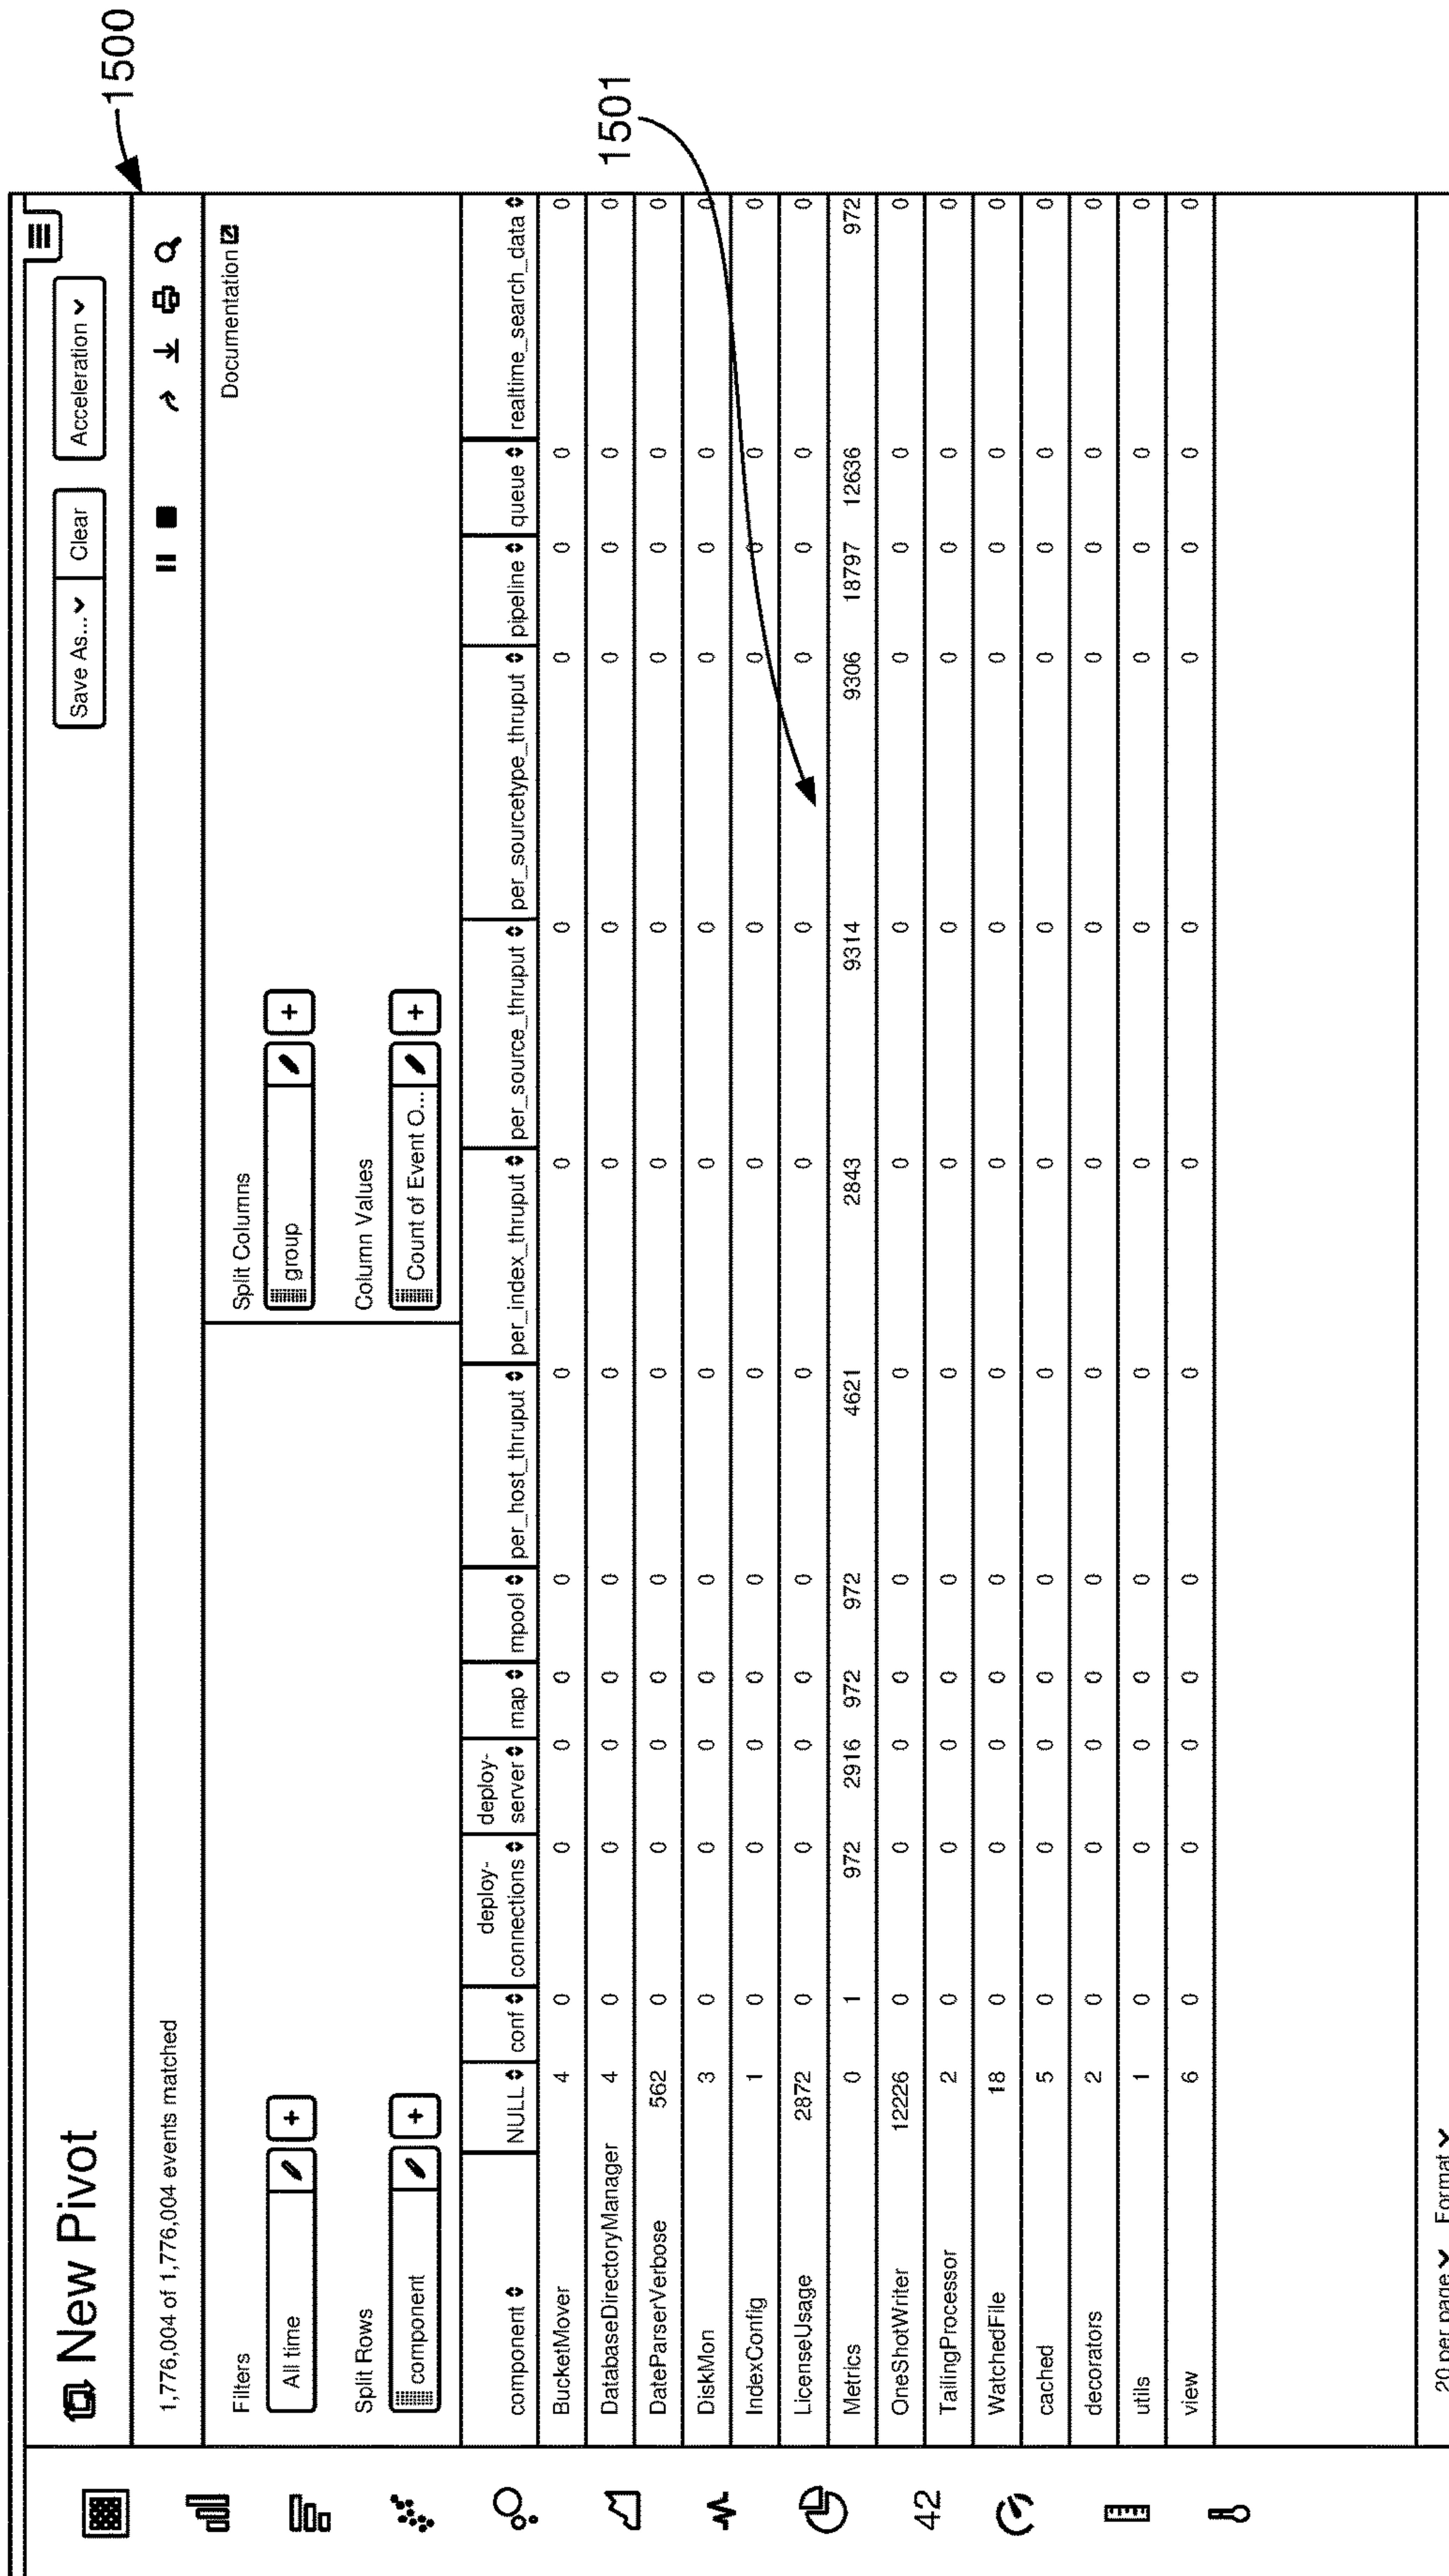 New Pivot
Save As... Clear Acceleration
1500
1,776,004 of 1,776,004 events matched
Filters
All time +
Split Columns
group +
Documentation
Split Rows
component +
Column Values
Count of Event O... +
1501
component NULL conf deploy-connections deploy-server map mpool per_host_thruput per_index_thruput per_source_thruput per_sourcetype_thruput pipeline queue realtime_search_data
BucketMover 4 0 0 0 0 0 0 0 0 0 0 0 0
DatabaseDirectoryManager 4 0 0 0 0 0 0 0 0 0 0 0 0
DateParserVerbose 562 0 0 0 0 0 0 0 0 0 0 0 0
DiskMon 3 0 0 0 0 0 0 0 0 0 0 0 0
IndexConfig 1 0 0 0 0 0 0 0 0 0 0 0 0
LicenseUsage 2872 0 0 0 0 0 0 0 0 0 0 0 0
Metrics 0 1 972 2916 972 972 4621 2843 9314 9306 18797 12636 972
OneShotWriter 12226 0 0 0 0 0 0 0 0 0 0 0 0
TailingProcessor 2 0 0 0 0 0 0 0 0 0 0 0 0
WatchedFile 18 0 0 0 0 0 0 0 0 0 0 0 0
cached 5 0 0 0 0 0 0 0 0 0 0 0 0
decorators 2 0 0 0 0 0 0 0 0 0 0 0 0
utils 1 0 0 0 0 0 0 0 0 0 0 0 0
view 6 0 0 0 0 0 0 0 0 0 0 0 0
42
20 per page Format